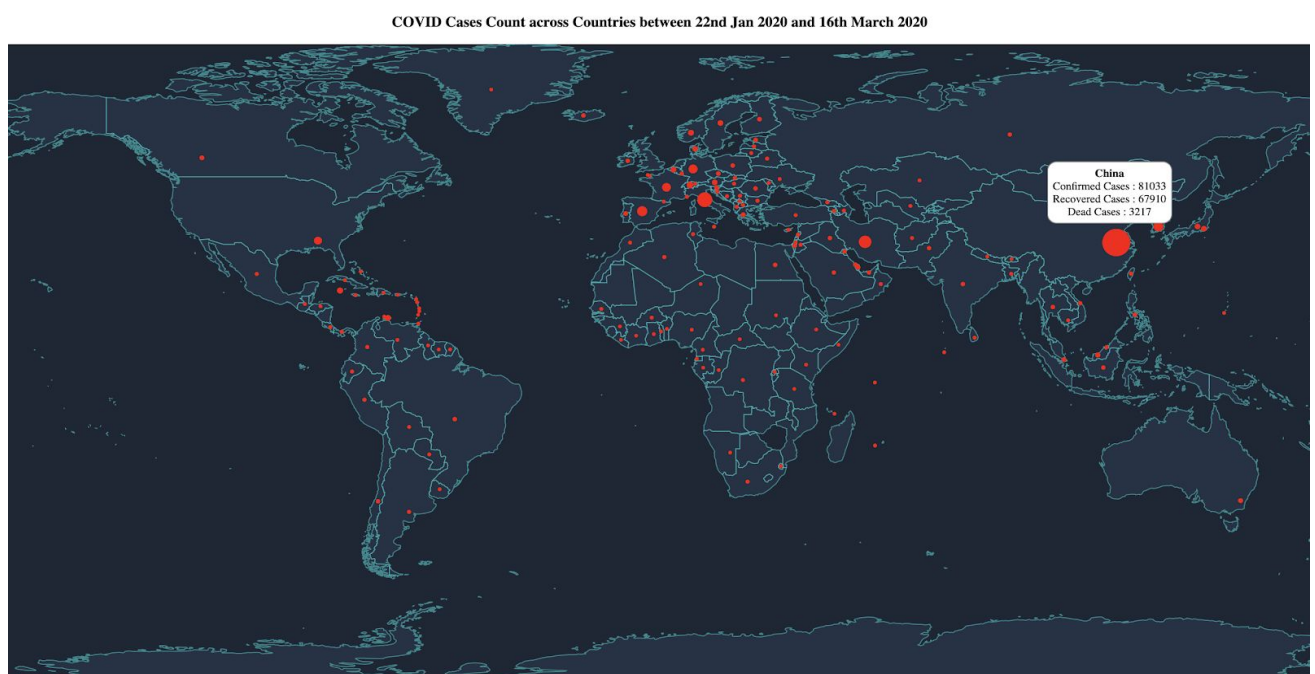 COVID Cases Count across Countries between 22nd Jan 2020 and 16th March 2020
China
Confirmed Cases : 81033
Recovered Cases : 67910
Dead Cases : 3217